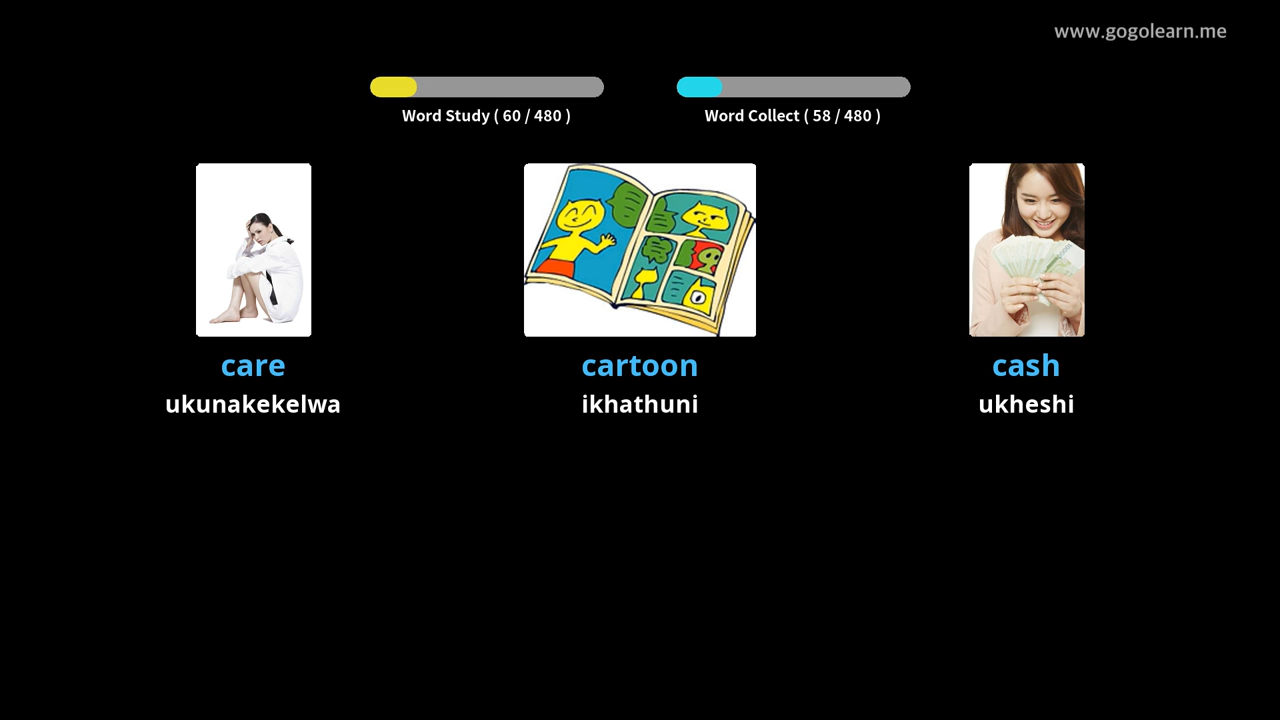 www.gogolearn.me
Word Study ( 60 / 480 )
Word Collect ( 58 / 480 )
care
ukunakekelwa
cartoon
ikhathuni
cash
ukheshi